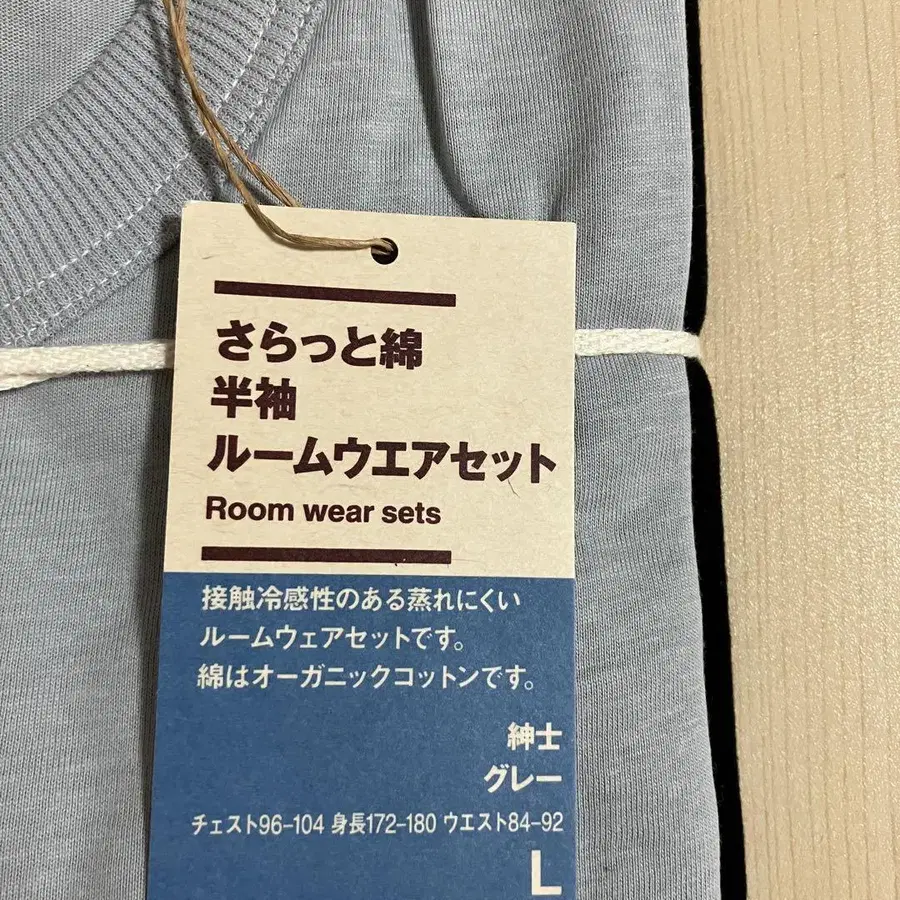 さらっと綿
半袖
ルームウエアセット
Room wear sets
接触冷感性のある蒸れにくい
ルームウェアセットです。
綿はオーガニックコットンです。
紳士
グレー
チェスト96-104 身長172-180 ウエスト84-92
L